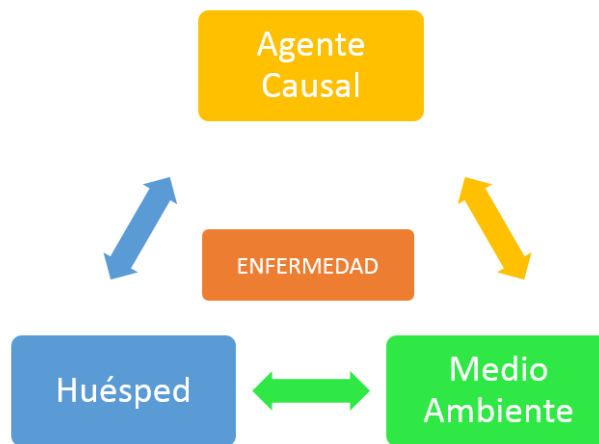 Agente
Causal
ENFERMEDAD
Huésped
Medio
Ambiente